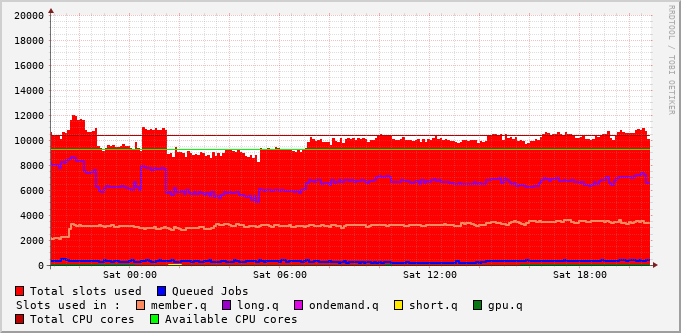 20000
18000
16000
14000
12000
10000
8000
6000
4000
2000
0
Sat 00:00 Sat 06:00 Sat 12:00 Sat 18:00
RRDTOOL / TOBI OETIKER
Total slots used Queued Jobs
Slots used in : member.q long.q ondemand.q short.q gpu.q
Total CPU cores Available CPU cores